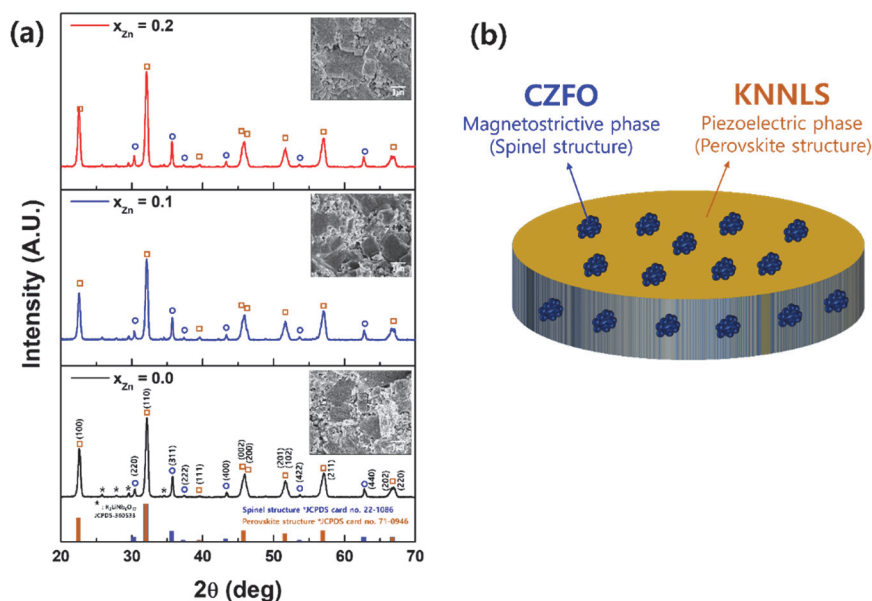 (a)
x_Zn = 0.2
x_Zn = 0.1
x_Zn = 0.0
(100)
(220)
(110)
(311)
(222)
(111)
(400)
(002)
(200)
(201)
(102)
(422)
(211)
(440)
(202)
(220)
* : K₃LiNb₆O₁₇
JCPDS-360533
Spinel structure *JCPDS card no. 22-1086
Perovskite structure *JCPDS card no. 71-0946
20 30 40 50 60 70
2θ (deg)
Intensity (A.U.)
(b)
CZFO
Magnetostrictive phase
(Spinel structure)
KNNLS
Piezoelectric phase
(Perovskite structure)